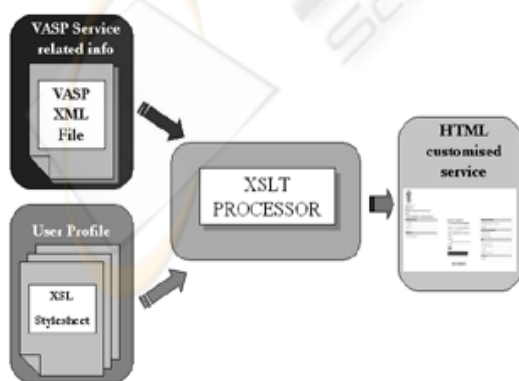 VASP Service
related info
VASP
XML
File
User Profile
XSL
Stylesheet
XSLT
PROCESSOR
HTML
customised
service